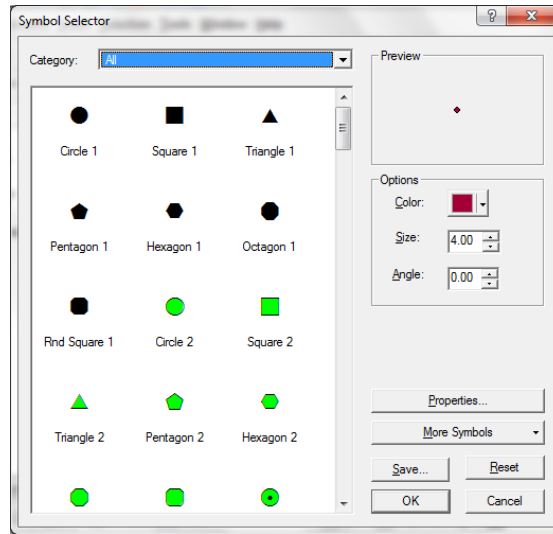 Symbol Selector
Category: All
Circle 1 Square 1 Triangle 1
Pentagon 1 Hexagon 1 Octagon 1
Rnd Square 1 Circle 2 Square 2
Triangle 2 Pentagon 2 Hexagon 2
Preview
Options
Color:
Size: 4.00
Angle: 0.00
Properties...
More Symbols
Save... Reset
OK Cancel